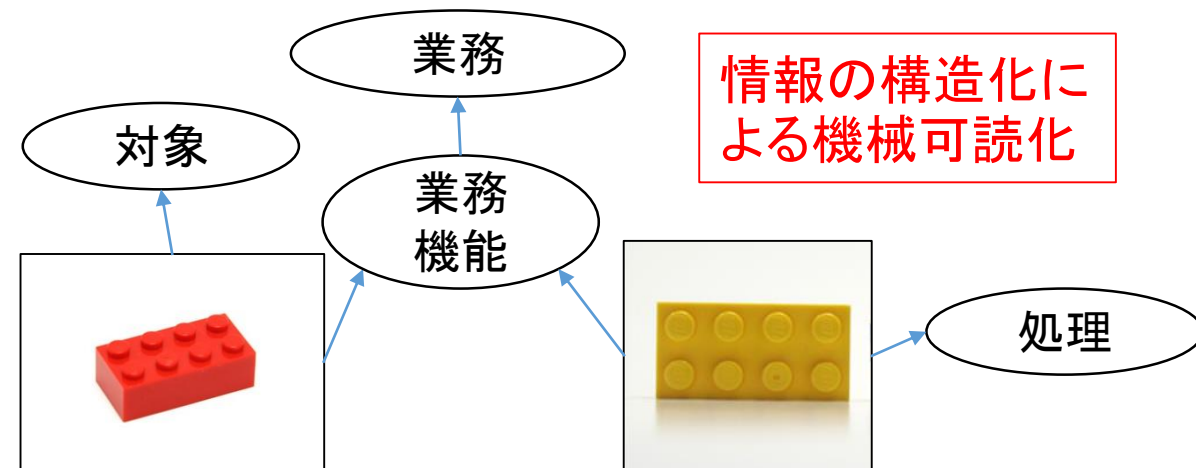 業務
情報の構造化に
よる機械可読化
対象
業務
機能
処理